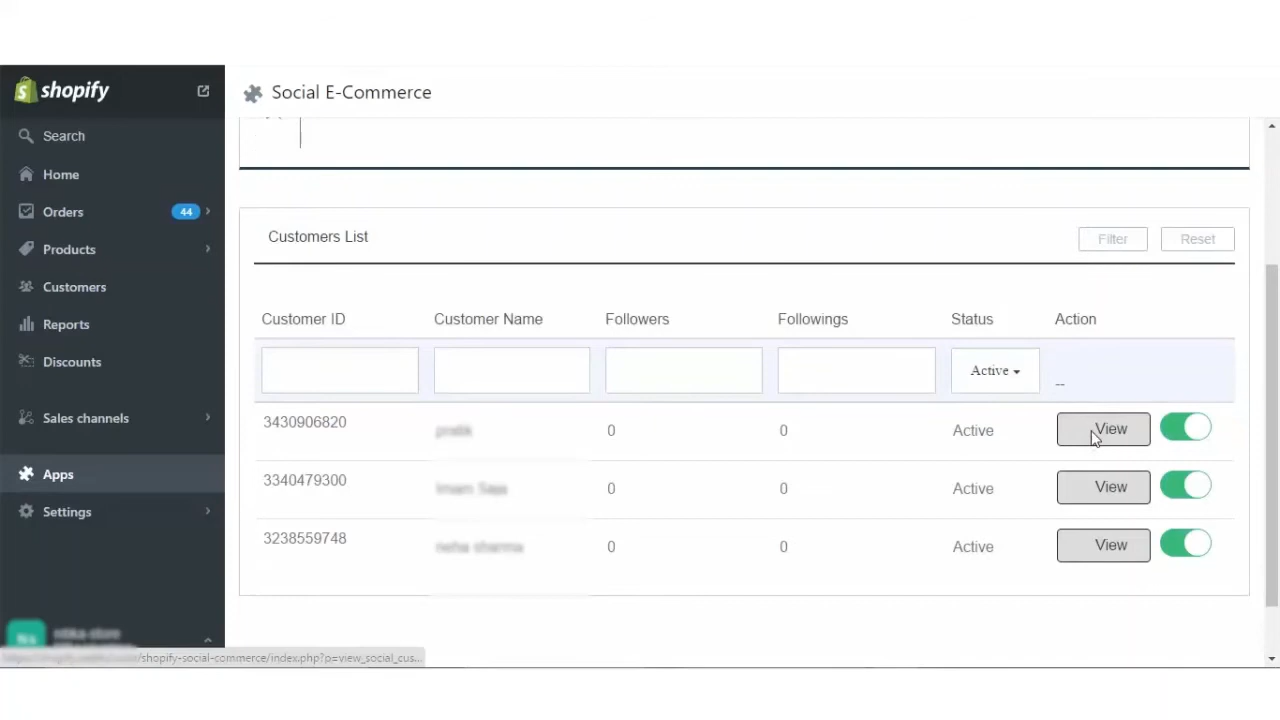 shopify
Social E-Commerce
Search
Home
Orders 44
Products
Customers
Reports
Discounts
Sales channels
Apps
Settings
Customers List
Filter Reset
Customer ID Customer Name Followers Followings Status Action
Active --
3430906820 0 0 Active View
3340479300 0 0 Active View
3238559748 0 0 Active View
/shopify-social-commerce/index.php?p=view_social_cus...